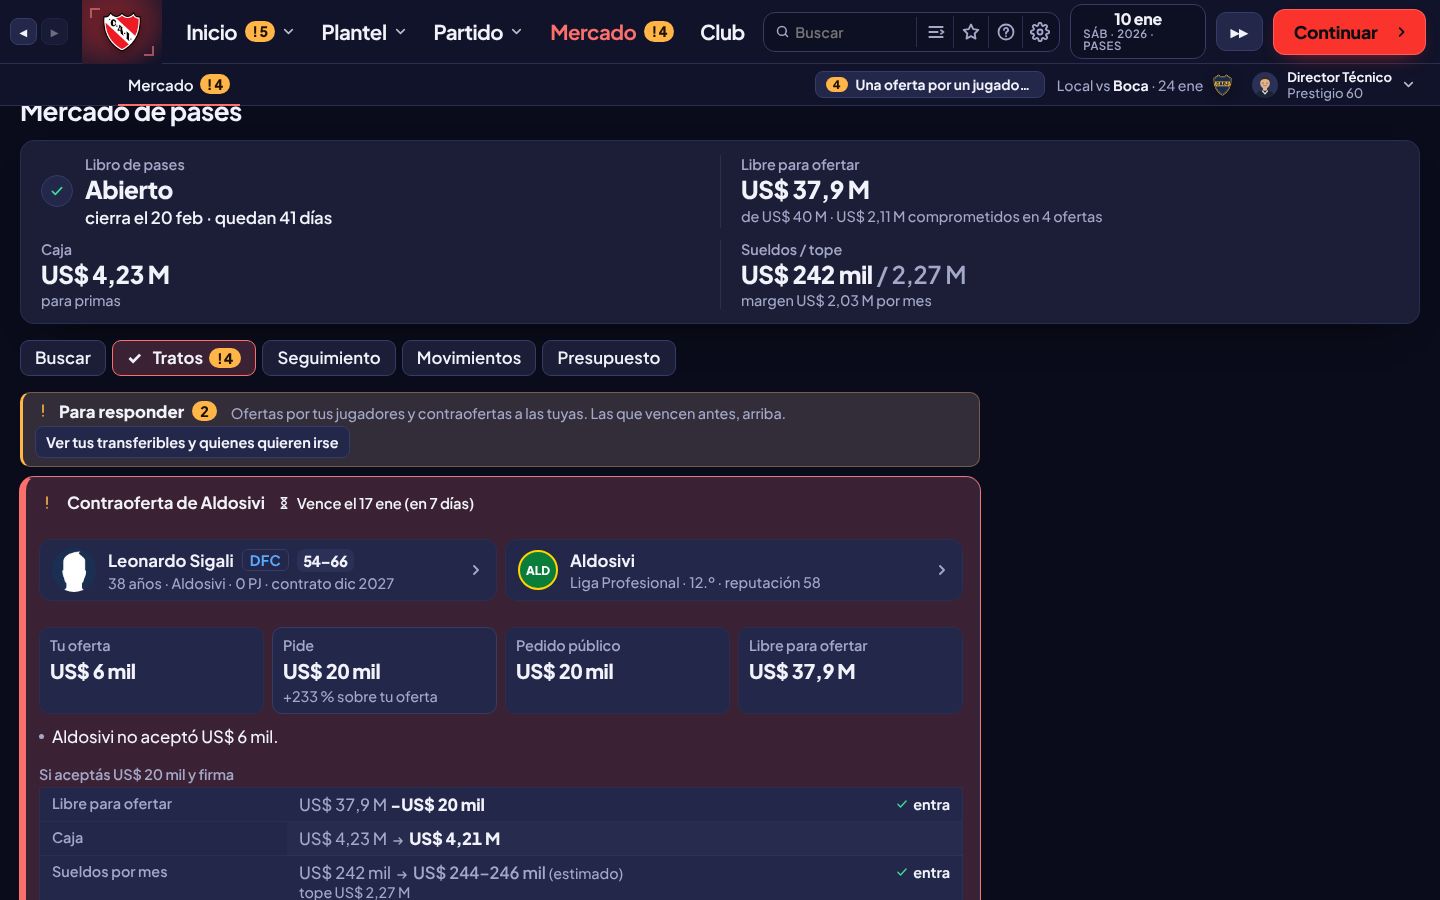 Inicio !5 Plantel Partido Mercado !4 Club Buscar 10 ene Continuar
SÁB · 2026 · PASES
Mercado !4 4 Una oferta por un jugado... Local vs Boca · 24 ene Director Técnico
Prestigio 60
Mercado de pases
Libro de pases
Abierto
cierra el 20 feb · quedan 41 días
Libre para ofertar
US$ 37,9 M
de US$ 40 M · US$ 2,11 M comprometidos en 4 ofertas
Caja
US$ 4,23 M
para primas
Sueldos / tope
US$ 242 mil / 2,27 M
margen US$ 2,03 M por mes
Buscar Tratos !4 Seguimiento Movimientos Presupuesto
! Para responder 2 Ofertas por tus jugadores y contraofertas a las tuyas. Las que vencen antes, arriba.
Ver tus transferibles y quienes quieren irse
! Contraoferta de Aldosivi Vence el 17 ene (en 7 días)
Leonardo Sigali DFC 54–66
38 años · Aldosivi · 0 PJ · contrato dic 2027
ALD Aldosivi
Liga Profesional · 12.º · reputación 58
Tu oferta
US$ 6 mil
Pide
US$ 20 mil
+233 % sobre tu oferta
Pedido público
US$ 20 mil
Libre para ofertar
US$ 37,9 M
• Aldosivi no aceptó US$ 6 mil.
Si aceptás US$ 20 mil y firma
Libre para ofertar US$ 37,9 M −US$ 20 mil ✓ entra
Caja US$ 4,23 M → US$ 4,21 M
Sueldos por mes US$ 242 mil → US$ 244–246 mil (estimado) ✓ entra
tope US$ 2,27 M